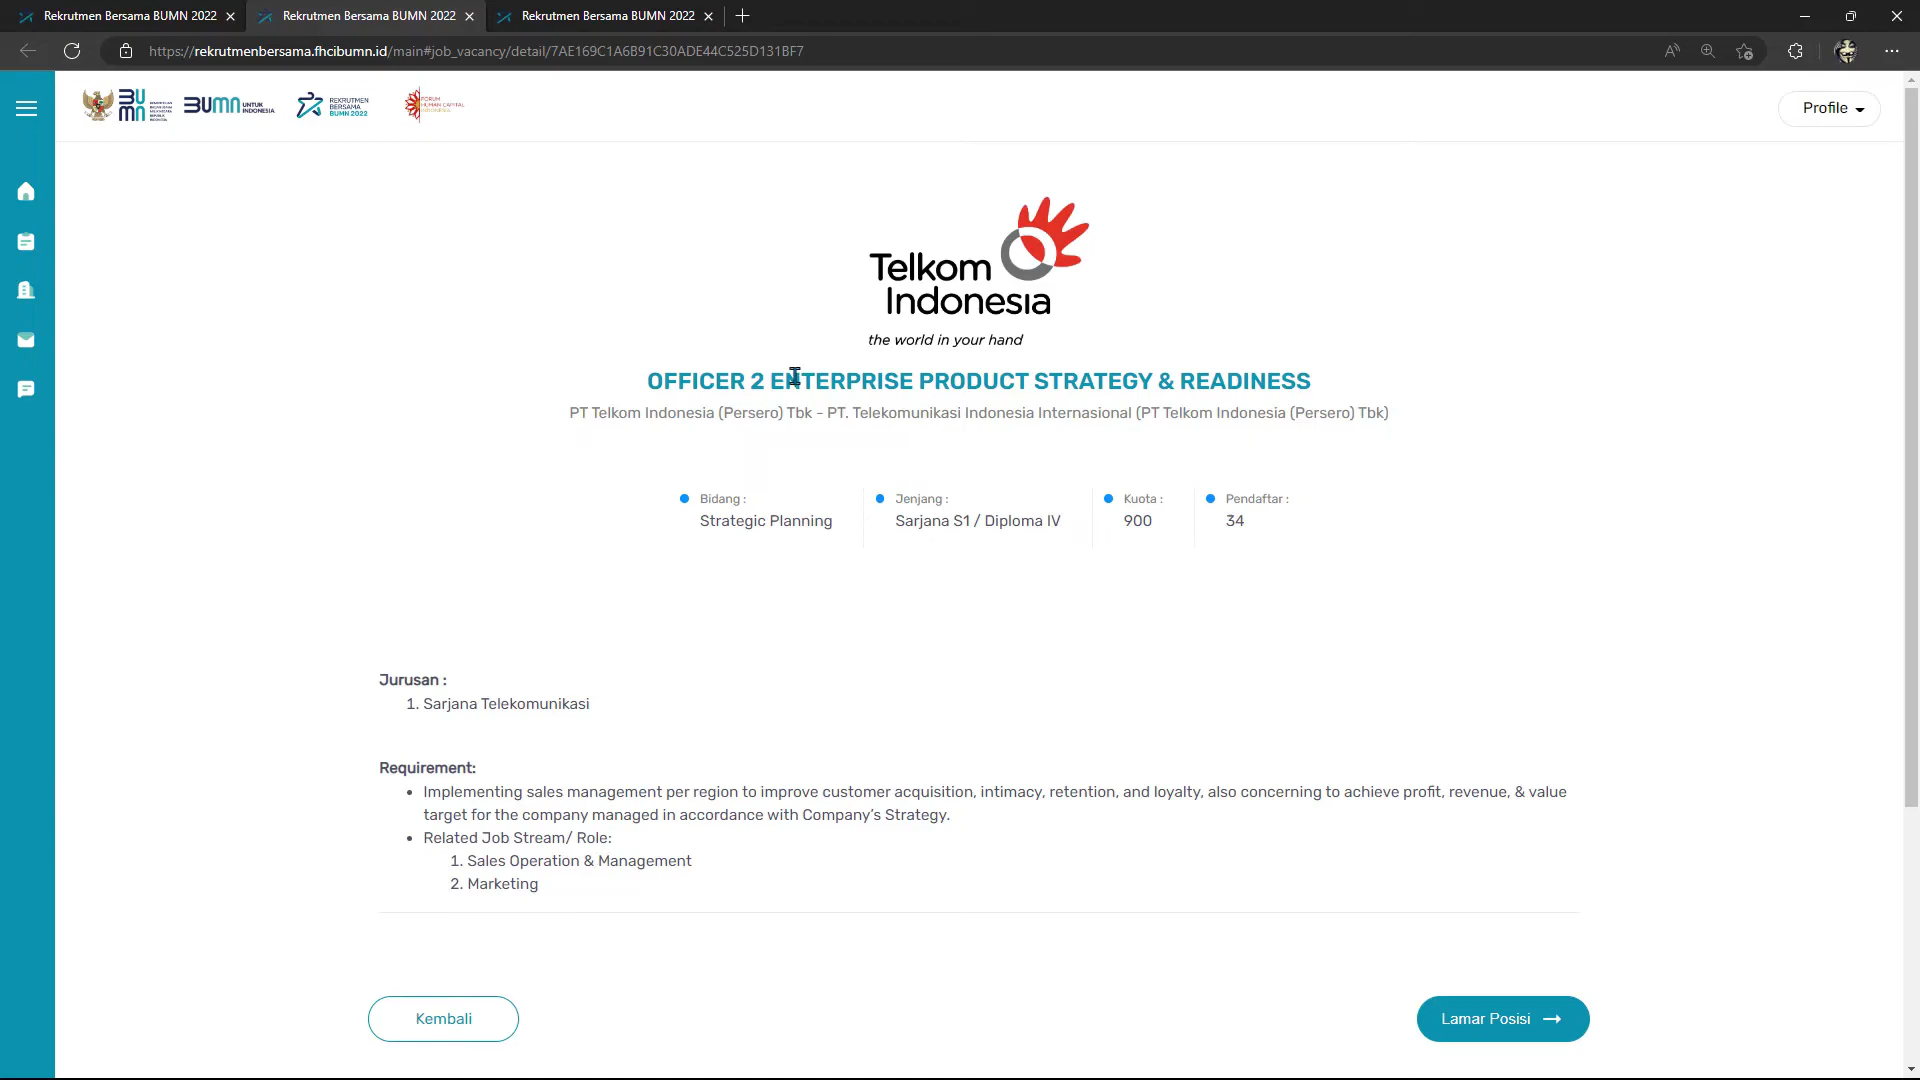 Rekrutmen Bersama BUMN 2022
Rekrutmen Bersama BUMN 2022
Rekrutmen Bersama BUMN 2022
https://rekrutmenbersama.fhcibumn.id/main#job_vacancy/detail/7AE169C1A6B91C30ADE44C525D131BF7
BUMN
BUMN UNTUK INDONESIA
REKRUTMEN BERSAMA BUMN 2022
FORUM HUMAN CAPITAL INDONESIA
Profile
Telkom
Indonesia
the world in your hand
OFFICER 2 ENTERPRISE PRODUCT STRATEGY & READINESS
PT Telkom Indonesia (Persero) Tbk - PT. Telekomunikasi Indonesia Internasional (PT Telkom Indonesia (Persero) Tbk)
Bidang : Jenjang : Kuota : Pendaftar :
Strategic Planning Sarjana S1 / Diploma IV 900 34
Jurusan :
1. Sarjana Telekomunikasi
Requirement:
• Implementing sales management per region to improve customer acquisition, intimacy, retention, and loyalty, also concerning to achieve profit, revenue, & value
target for the company managed in accordance with Company’s Strategy.
• Related Job Stream/ Role:
1. Sales Operation & Management
2. Marketing
Kembali
Lamar Posisi →